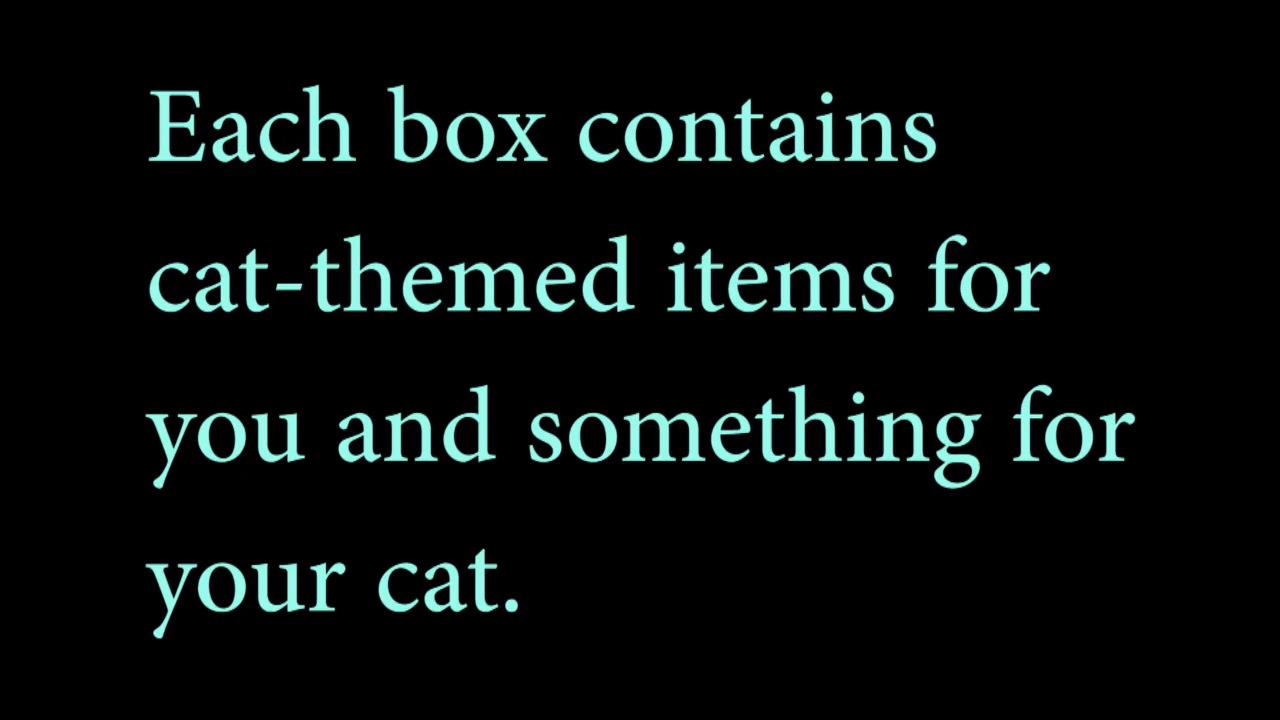 Each box contains
cat-themed items for
you and something for
your cat.